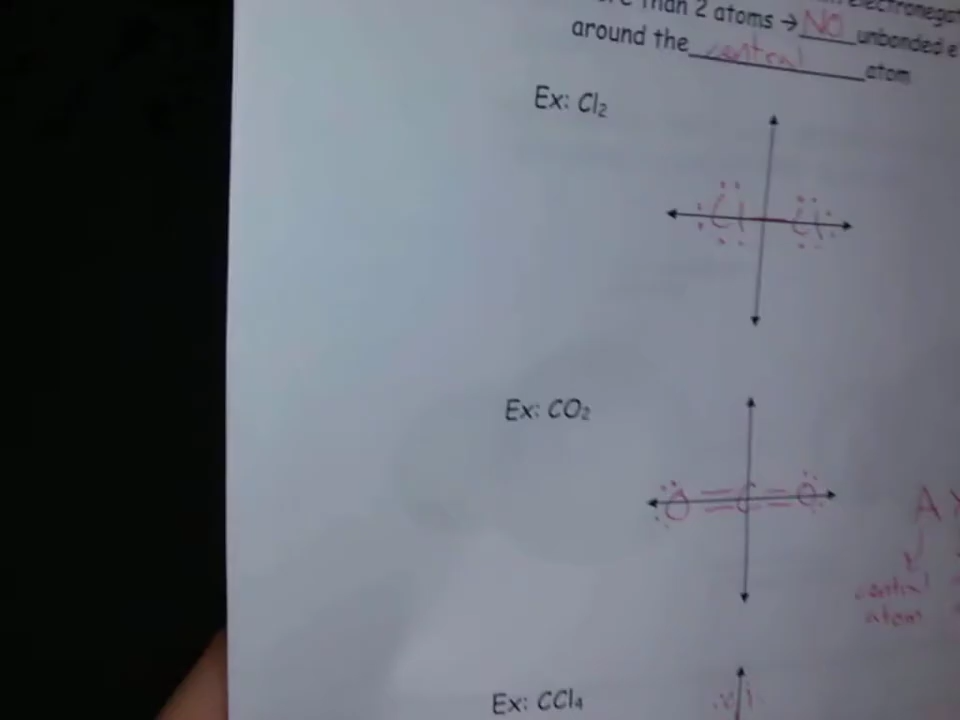 than 2 atoms → NO unbonded e
around the central atom
Ex: Cl₂
Cl Cl
Ex: CO₂
O = C = O
A
central
atom
Ex: CCl₄
Cl